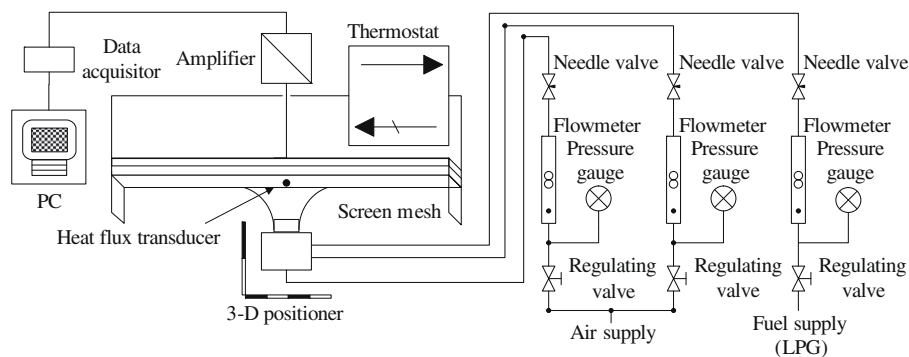 Data
acquisitor
Amplifier
Thermostat
PC
Heat flux transducer
Screen mesh
3-D positioner
Needle valve
Needle valve
Needle valve
Flowmeter
Flowmeter
Flowmeter
Pressure
gauge
Pressure
gauge
Pressure
gauge
Regulating
valve
Regulating
valve
Regulating
valve
Air supply
Fuel supply
(LPG)